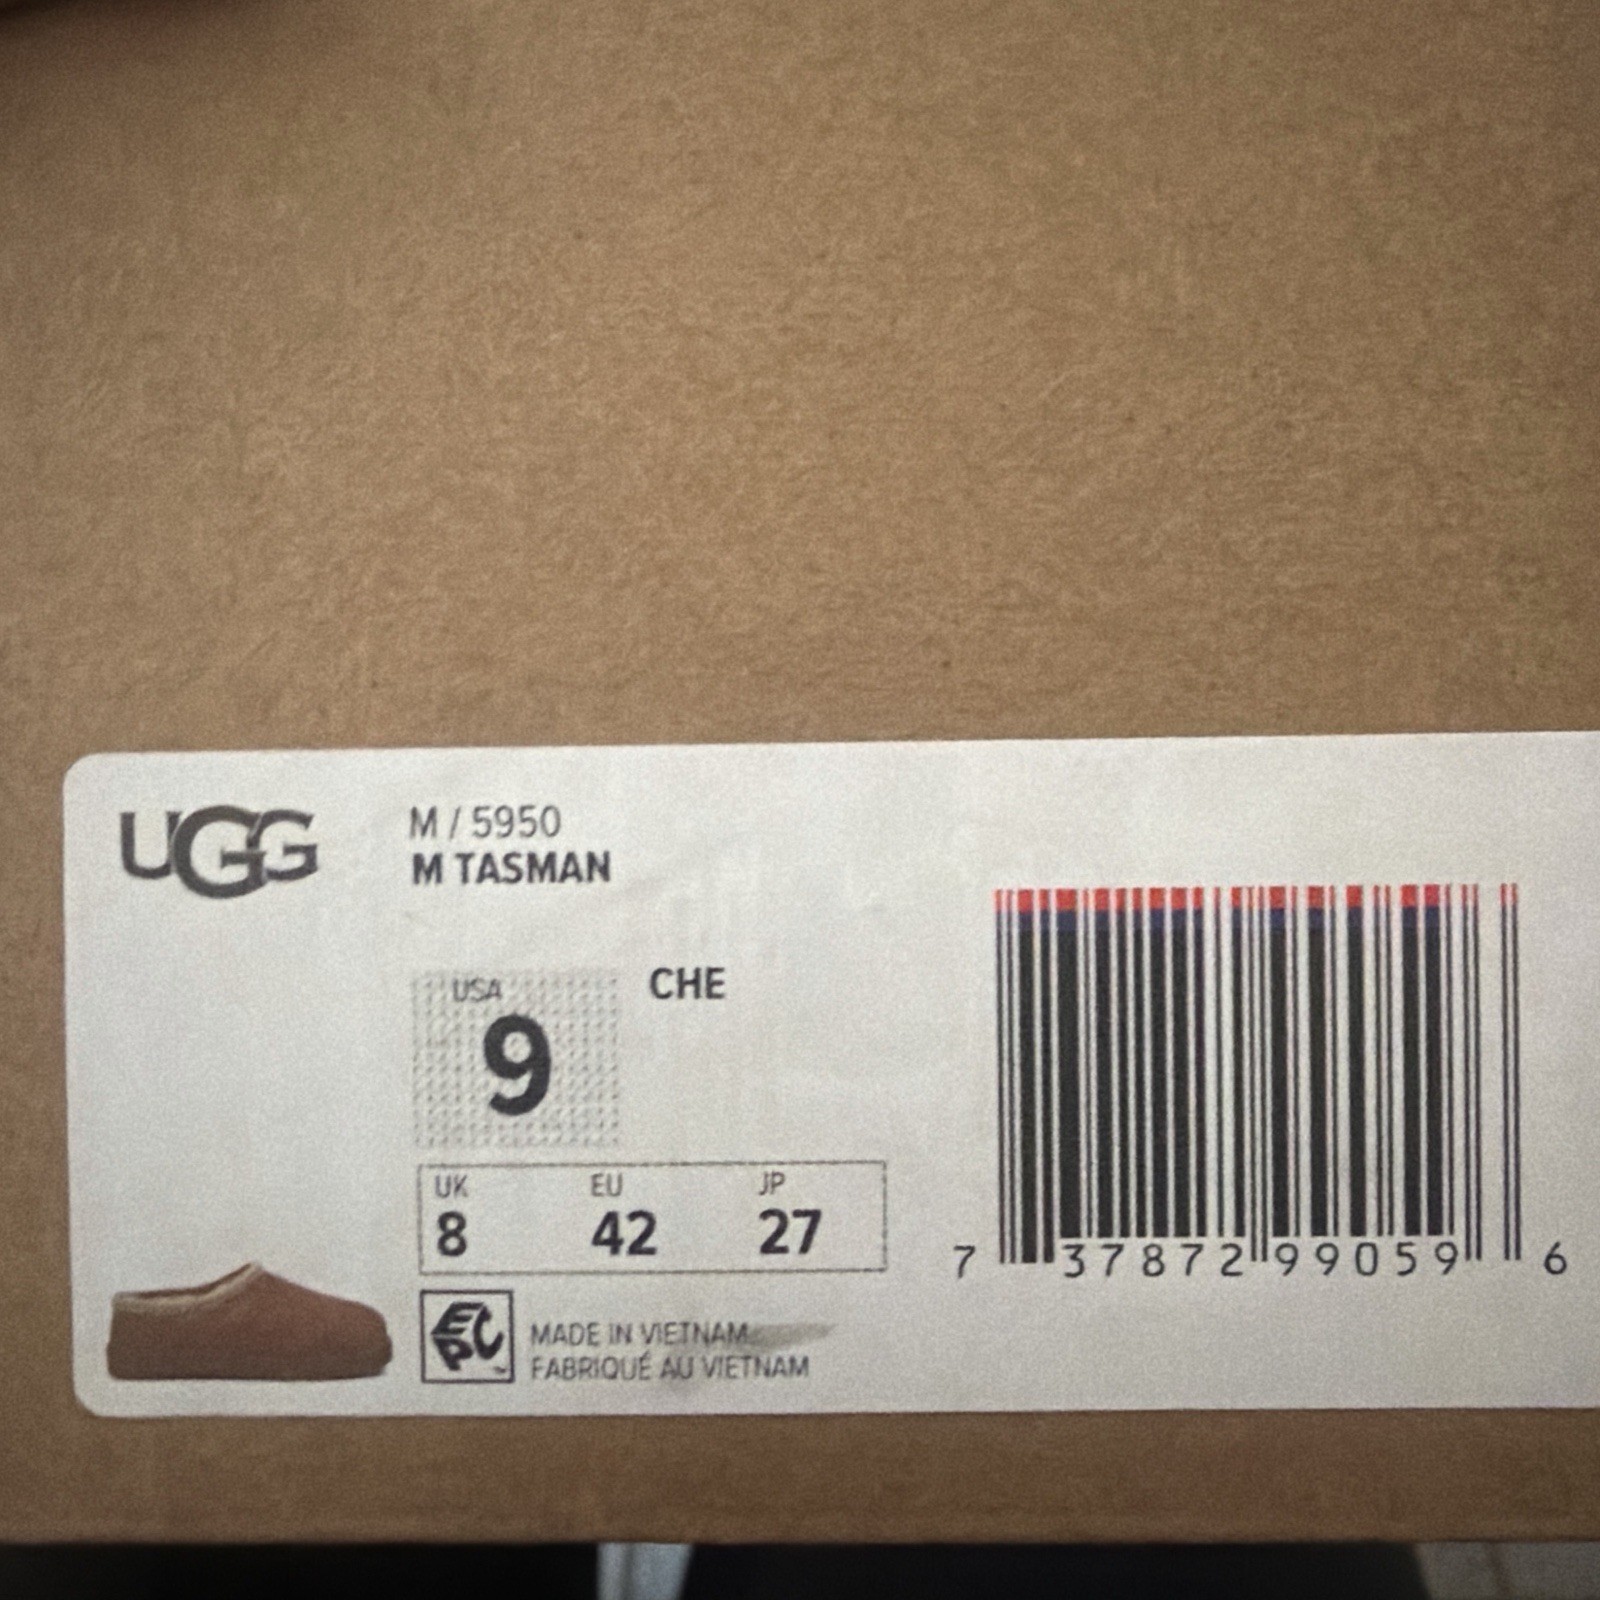 UGG
M / 5950
M TASMAN
USA
9
CHE
UK EU JP
8 42 27
EPC
MADE IN VIETNAM
FABRIQUÉ AU VIETNAM
7 37872 99059 6